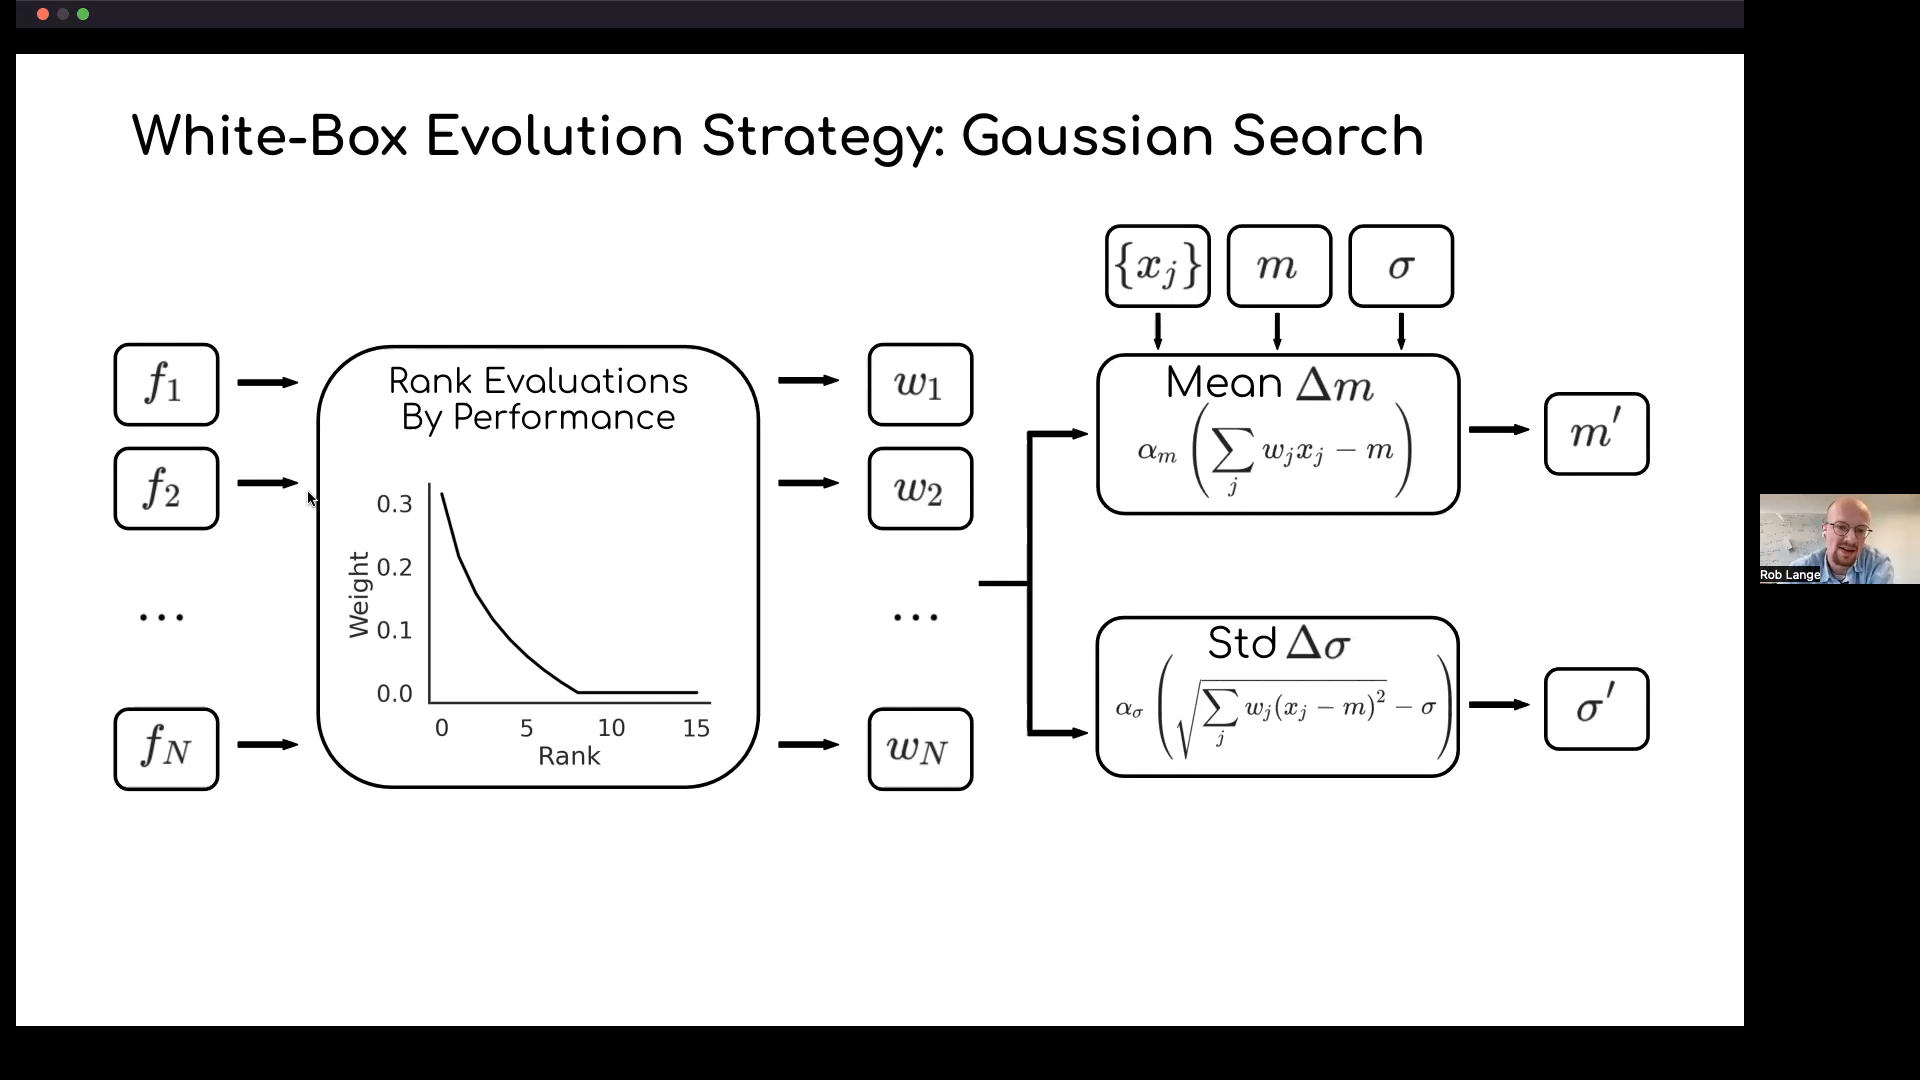 White-Box Evolution Strategy: Gaussian Search
{x_j}
m
σ
f_1
f_2
...
f_N
Rank Evaluations
By Performance
Weight
0.3
0.2
0.1
0.0
0 5 10 15
Rank
w_1
w_2
...
w_N
Mean Δm
α_m (∑_j w_j x_j − m)
m′
Std Δσ
α_σ (√(∑_j w_j(x_j − m)²) − σ)
σ′
Rob Lange